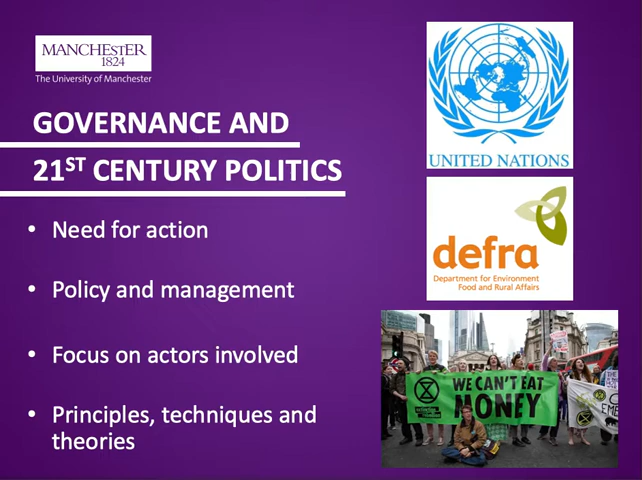 MANCHESTER
1824
The University of Manchester
GOVERNANCE AND
21ST CENTURY POLITICS
• Need for action
• Policy and management
• Focus on actors involved
• Principles, techniques and
theories
UNITED NATIONS
defra
Department for Environment
Food and Rural Affairs
WE CAN'T EAT
MONEY